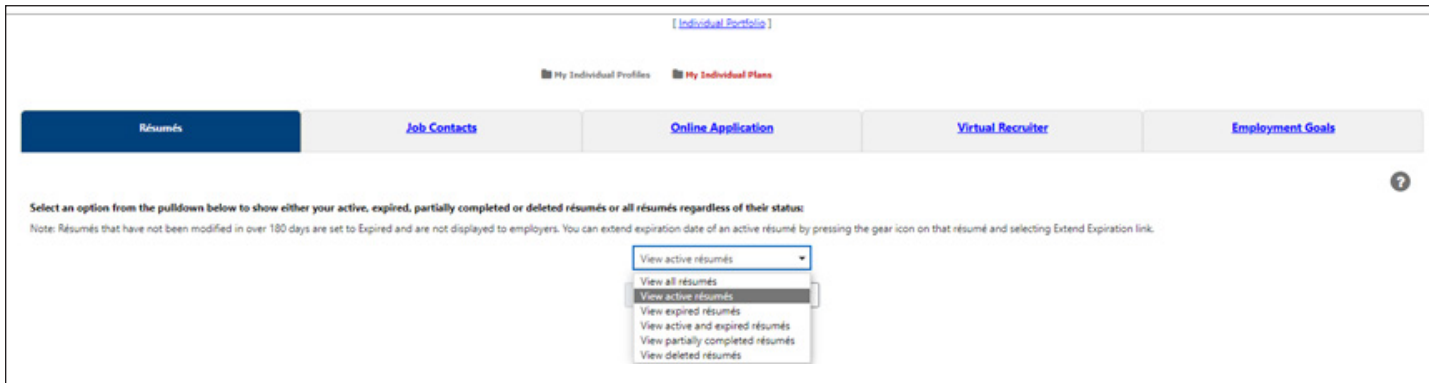 [ Individual Portfolio ]
My Individual Profiles My Individual Plans
Résumés Job Contacts Online Application Virtual Recruiter Employment Goals
?
Select an option from the pulldown below to show either your active, expired, partially completed or deleted résumés or all résumés regardless of their status:
Note: Résumés that have not been modified in over 180 days are set to Expired and are not displayed to employers. You can extend expiration date of an active résumé by pressing the gear icon on that résumé and selecting Extend Expiration link.
View active résumés
View all résumés
View active résumés
View expired résumés
View active and expired résumés
View partially completed résumés
View deleted résumés